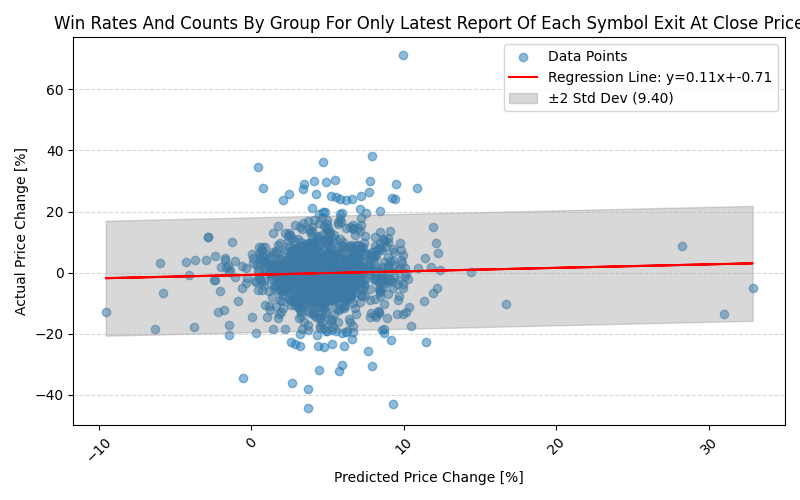 Win Rates And Counts By Group For Only Latest Report Of Each Symbol Exit At Close Price
Data Points
Regression Line: y=0.11x+-0.71
±2 Std Dev (9.40)
Actual Price Change [%]
60
40
20
0
−20
−40
−10
0
10
20
30
Predicted Price Change [%]